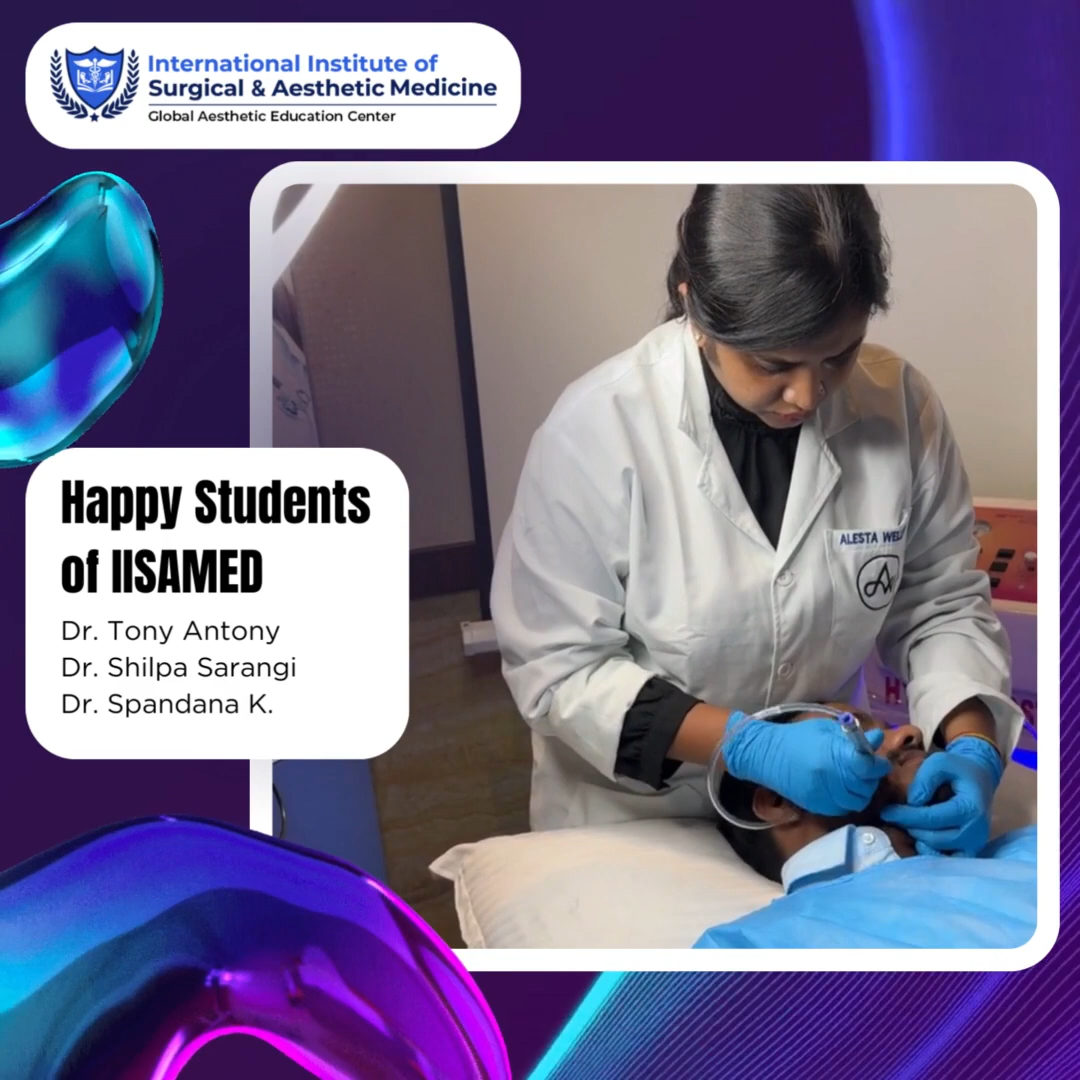 International Institute of
Surgical & Aesthetic Medicine
Global Aesthetic Education Center
Happy Students
of IISAMED
Dr. Tony Antony
Dr. Shilpa Sarangi
Dr. Spandana K.
ALESTA